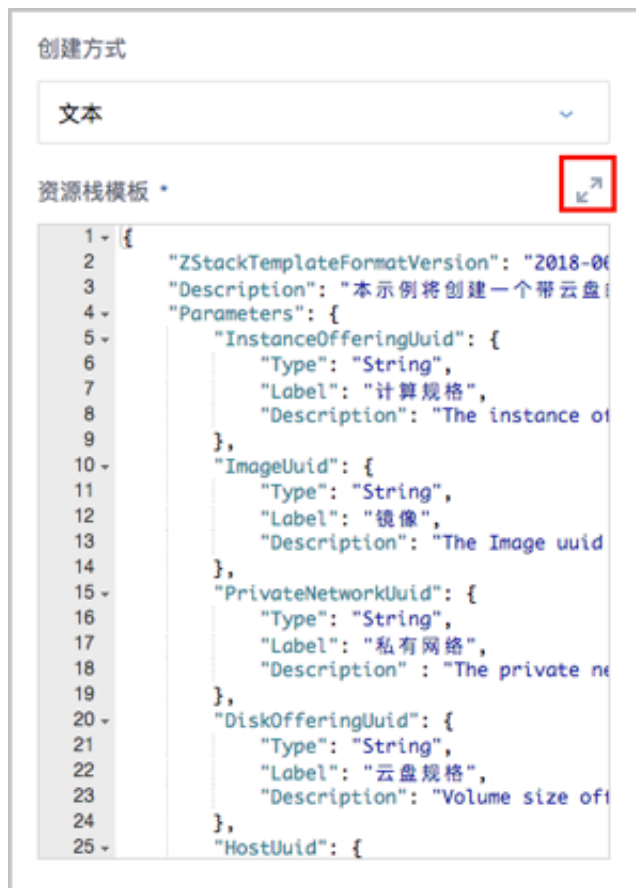 创建方式
文本
资源栈模板 *
1 {
2 "ZStackTemplateFormatVersion": "2018-06
3 "Description": "本示例将创建一个带云盘
4 "Parameters": {
5 "InstanceOfferingUuid": {
6 "Type": "String",
7 "Label": "计算规格",
8 "Description": "The instance of
9 },
10 "ImageUuid": {
11 "Type": "String",
12 "Label": "镜像",
13 "Description": "The Image uuid
14 },
15 "PrivateNetworkUuid": {
16 "Type": "String",
17 "Label": "私有网络",
18 "Description" : "The private ne
19 },
20 "DiskOfferingUuid": {
21 "Type": "String",
22 "Label": "云盘规格",
23 "Description": "Volume size off
24 },
25 "HostUuid": {